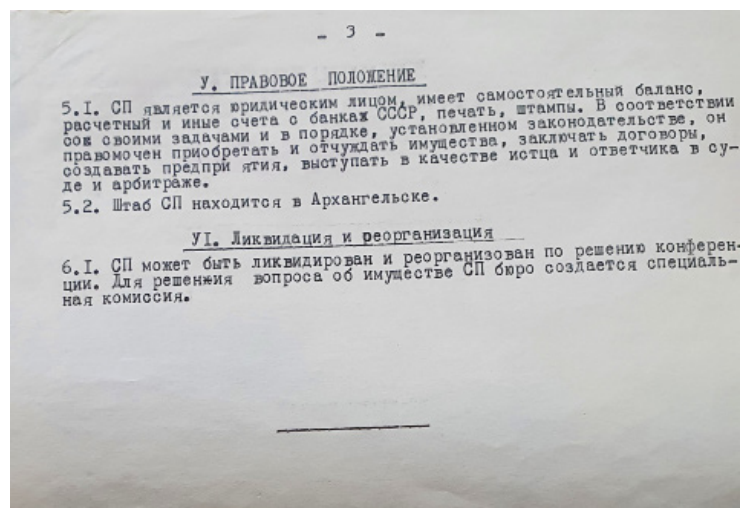 - 3 -
У. ПРАВОВОЕ ПОЛОЖЕНИЕ
5.I. СП является юридическим лицом, имеет самостоятельный баланс,
расчетный и иные счета с банках СССР, печать, штампы. В соответствии
сов своими задачами и в порядке, установленном законодательстве, он
правомочен приобретать и отчуждать имущества, заключать договоры,
создавать предпри ятия, выступать в качестве истца и ответчика в су-
де и арбитраже.
5.2. Штаб СП находится в Архангельске.
УI. Ликвидация и реорганизация
6.I. СП может быть ликвидирован и реорганизован по решению конферен-
ции. Для решенмия вопроса об имуществе СП бюро создается специаль-
ная комиссия.